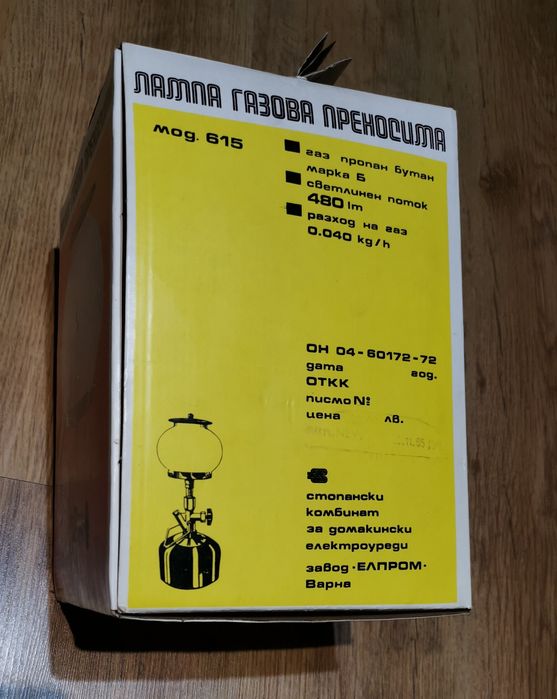 ЛАМПА ГАЗОВА ПРЕНОСИМА
мод. 615
газ пропан бутан
марка Б
светлинен поток
480 lm
разход на газ
0.040 kg/h
ОН 04-60172-72
дата год.
ОТКК
писмо №
цена лв.
стопански
комбинат
за домакински
електроуреди
завод •ЕЛПРОМ•
Варна